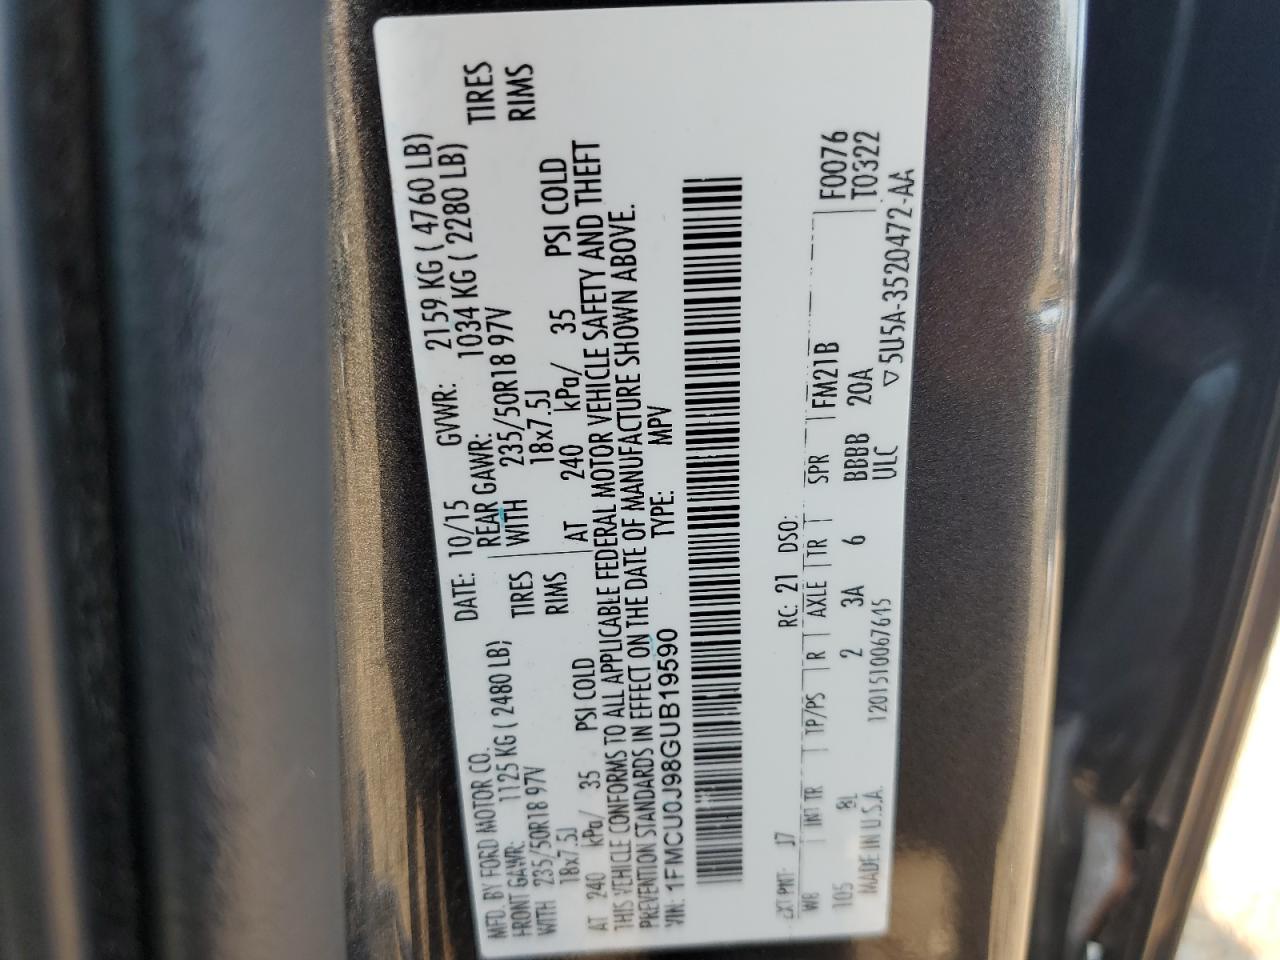 MFD. BY FORD MOTOR CO. DATE: 10/15 GVWR: 2159 KG ( 4760 LB)
FRONT GAWR: 1125 KG ( 2480 LB) REAR GAWR: 1034 KG ( 2280 LB)
WITH 235/50R18 97V TIRES WITH 235/50R18 97V TIRES
18x7.5J RIMS 18x7.5J RIMS
AT 240 kPa/ 35 PSI COLD AT 240 kPa/ 35 PSI COLD
THIS VEHICLE CONFORMS TO ALL APPLICABLE FEDERAL MOTOR VEHICLE SAFETY AND THEFT
PREVENTION STANDARDS IN EFFECT ON THE DATE OF MANUFACTURE SHOWN ABOVE.
VIN: 1FMCU0J98GUB19590 TYPE: MPV
EXT PNT: J7 RC: 21 DSO: F0076
WB INT TR TP/PS R AXLE TR SPR FM21B T0322
105 8L 2 3A 6 BBBB 20A
MADE IN U.S.A. 1201510067645 ULC ▽ 5U5A-3520472-AA